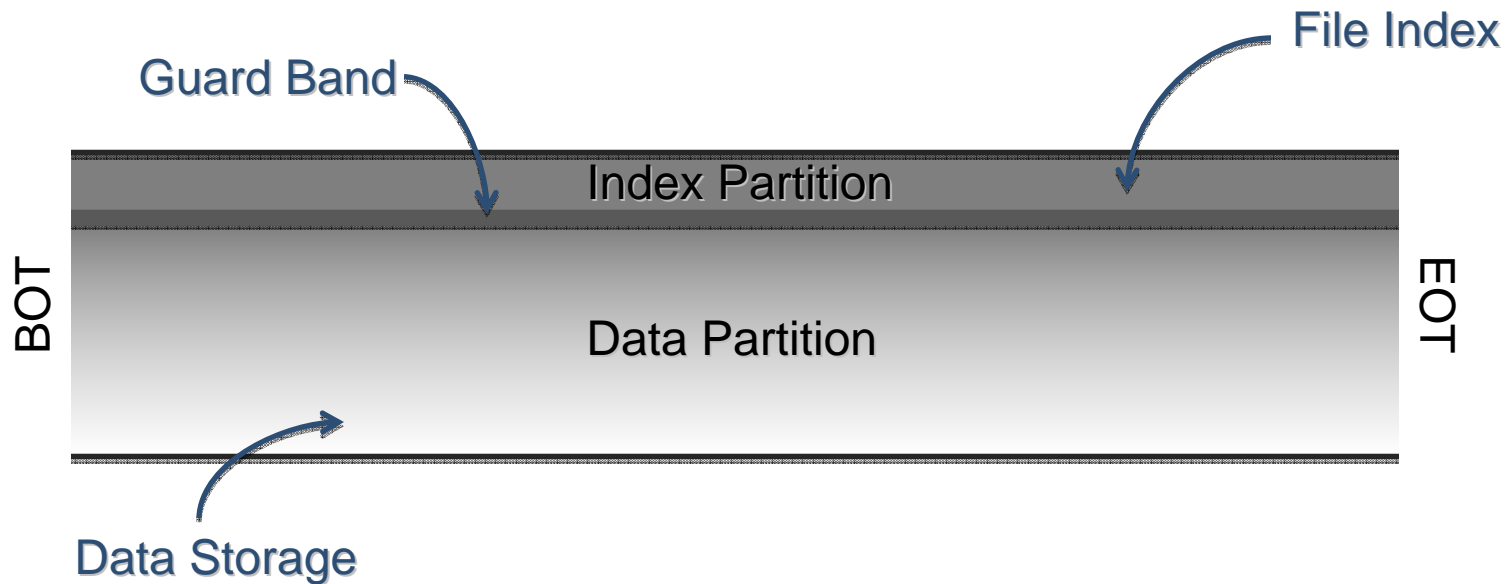 File Index
Guard Band
Index Partition
BOT
EOT
Data Partition
Data Storage